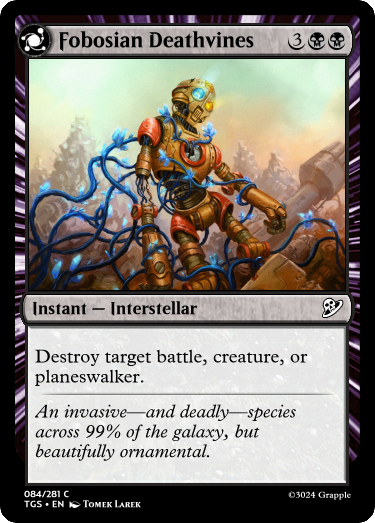 Fobosian Deathvines 3
Instant — Interstellar
Destroy target battle, creature, or
planeswalker.
An invasive—and deadly—species
across 99% of the galaxy, but
beautifully ornamental.
084/281 C
TGS • EN Tomek Larek
©3024 Grapple